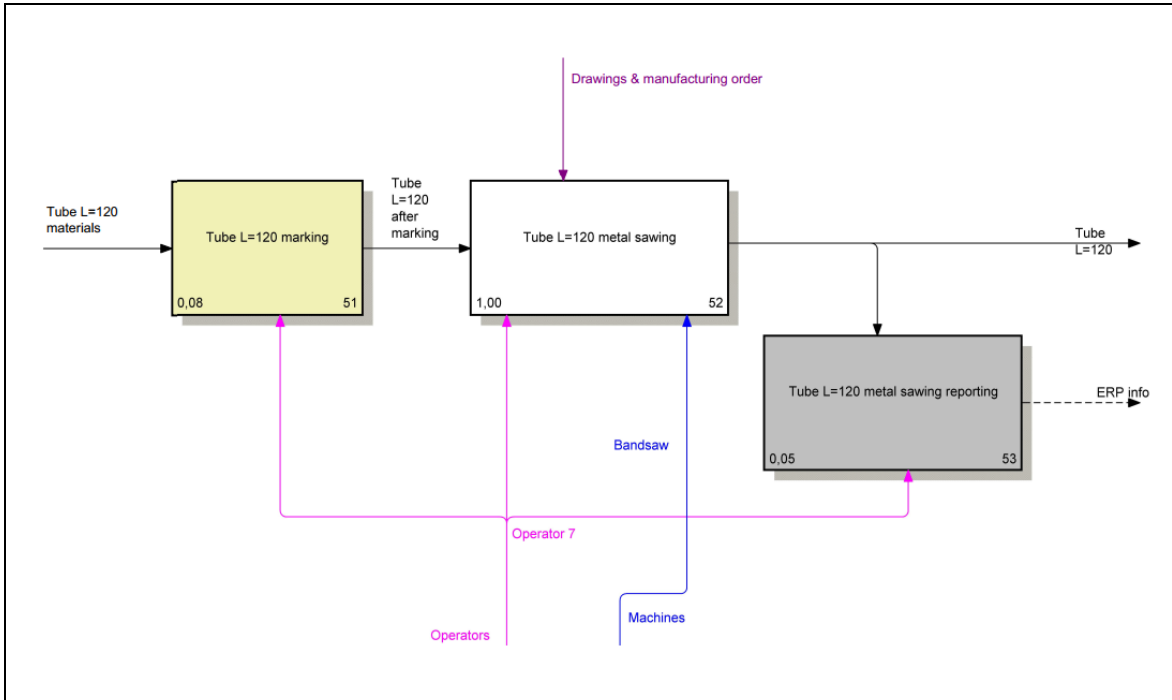 Drawings & manufacturing order
Tube L=120
materials
Tube L=120 marking
0,08
51
Tube
L=120
after
marking
Tube L=120 metal sawing
1,00
52
Tube
L=120
Tube L=120 metal sawing reporting
0,05
53
ERP info
Bandsaw
Operator 7
Operators
Machines